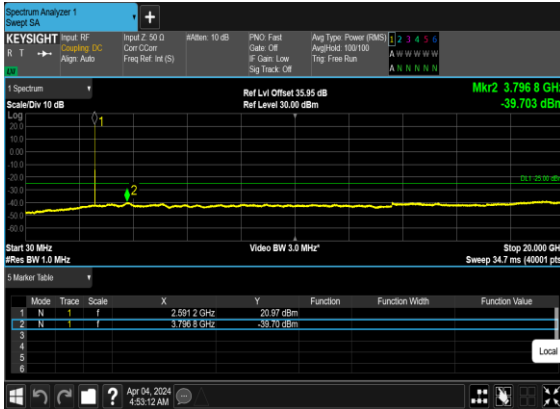 Spectrum Analyzer 1
Swept SA
+
KEYSIGHT Input: RF Input Z: 50 Ω #Atten: 10 dB PNO: Fast Avg Type: Power (RMS) 1 2 3 4 5 6
R T Coupling: DC Corr CCorr Gate: Off Avg|Hold: 100/100 A W W W W W
Align: Auto Freq Ref: Int (S) IF Gain: Low Trig: Free Run
Sig Track: Off A N N N N N
1 Spectrum Ref Lvl Offset 35.95 dB Mkr2 3.796 8 GHz
Scale/Div 10 dB Ref Level 30.00 dBm -39.703 dBm
Log
20.0
10.0
0.00
-10.0
-20.0
-30.0
-40.0
-50.0
-60.0
1
2
DL1 -25.00 dBm
Start 30 MHz Video BW 3.0 MHz* Stop 20.000 GHz
#Res BW 1.0 MHz Sweep 34.7 ms (40001 pts)
5 Marker Table
Mode Trace Scale X Y Function Function Width Function Value
1 N 1 f 2.591 2 GHz 20.97 dBm
2 N 1 f 3.796 8 GHz -39.70 dBm
3
4
5
6
Local
? Apr 04, 2024
4:53:12 AM